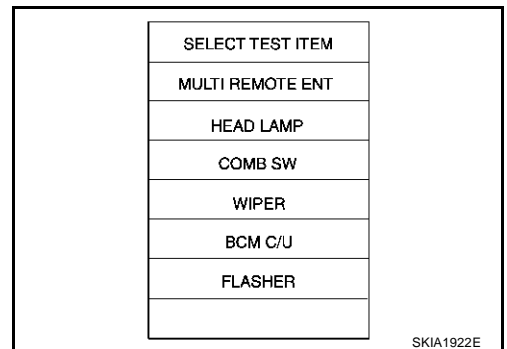 SELECT TEST ITEM
MULTI REMOTE ENT
HEAD LAMP
COMB SW
WIPER
BCM C/U
FLASHER
SKIA1922E